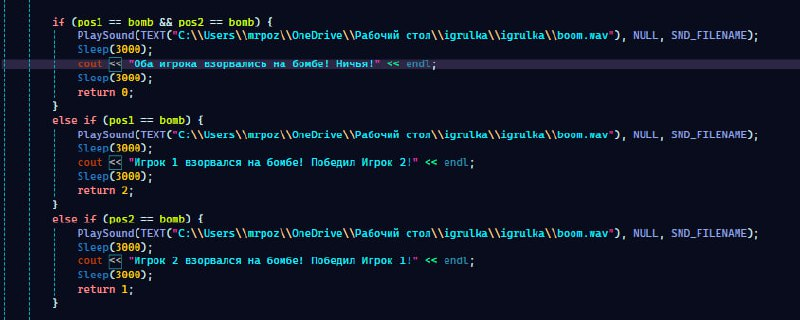 if (pos1 == bomb && pos2 == bomb) {
PlaySound(TEXT("C:\\Users\\mrpoz\\OneDrive\\Рабочий стол\\igrulka\\igrulka\\boom.wav"), NULL, SND_FILENAME);
Sleep(3000);
cout << "Оба игрока взорвались на бомбе! Ничья!" << endl;
Sleep(3000);
return 0;
}
else if (pos1 == bomb) {
PlaySound(TEXT("C:\\Users\\mrpoz\\OneDrive\\Рабочий стол\\igrulka\\igrulka\\boom.wav"), NULL, SND_FILENAME);
Sleep(3000);
cout << "Игрок 1 взорвался на бомбе! Победил Игрок 2!" << endl;
Sleep(3000);
return 2;
}
else if (pos2 == bomb) {
PlaySound(TEXT("C:\\Users\\mrpoz\\OneDrive\\Рабочий стол\\igrulka\\igrulka\\boom.wav"), NULL, SND_FILENAME);
Sleep(3000);
cout << "Игрок 2 взорвался на бомбе! Победил Игрок 1!" << endl;
Sleep(3000);
return 1;
}